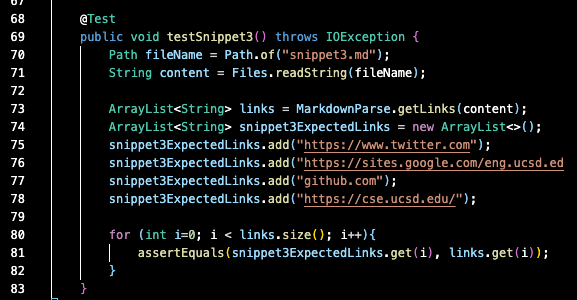 68 @Test
69 public void testSnippet3() throws IOException {
70 Path fileName = Path.of("snippet3.md");
71 String content = Files.readString(fileName);
72
73 ArrayList<String> links = MarkdownParse.getLinks(content);
74 ArrayList<String> snippet3ExpectedLinks = new ArrayList<>();
75 snippet3ExpectedLinks.add("https://www.twitter.com");
76 snippet3ExpectedLinks.add("https://sites.google.com/eng.ucsd.ed
77 snippet3ExpectedLinks.add("github.com");
78 snippet3ExpectedLinks.add("https://cse.ucsd.edu/");
79
80 for (int i=0; i < links.size(); i++){
81 assertEquals(snippet3ExpectedLinks.get(i), links.get(i));
82 }
83 }